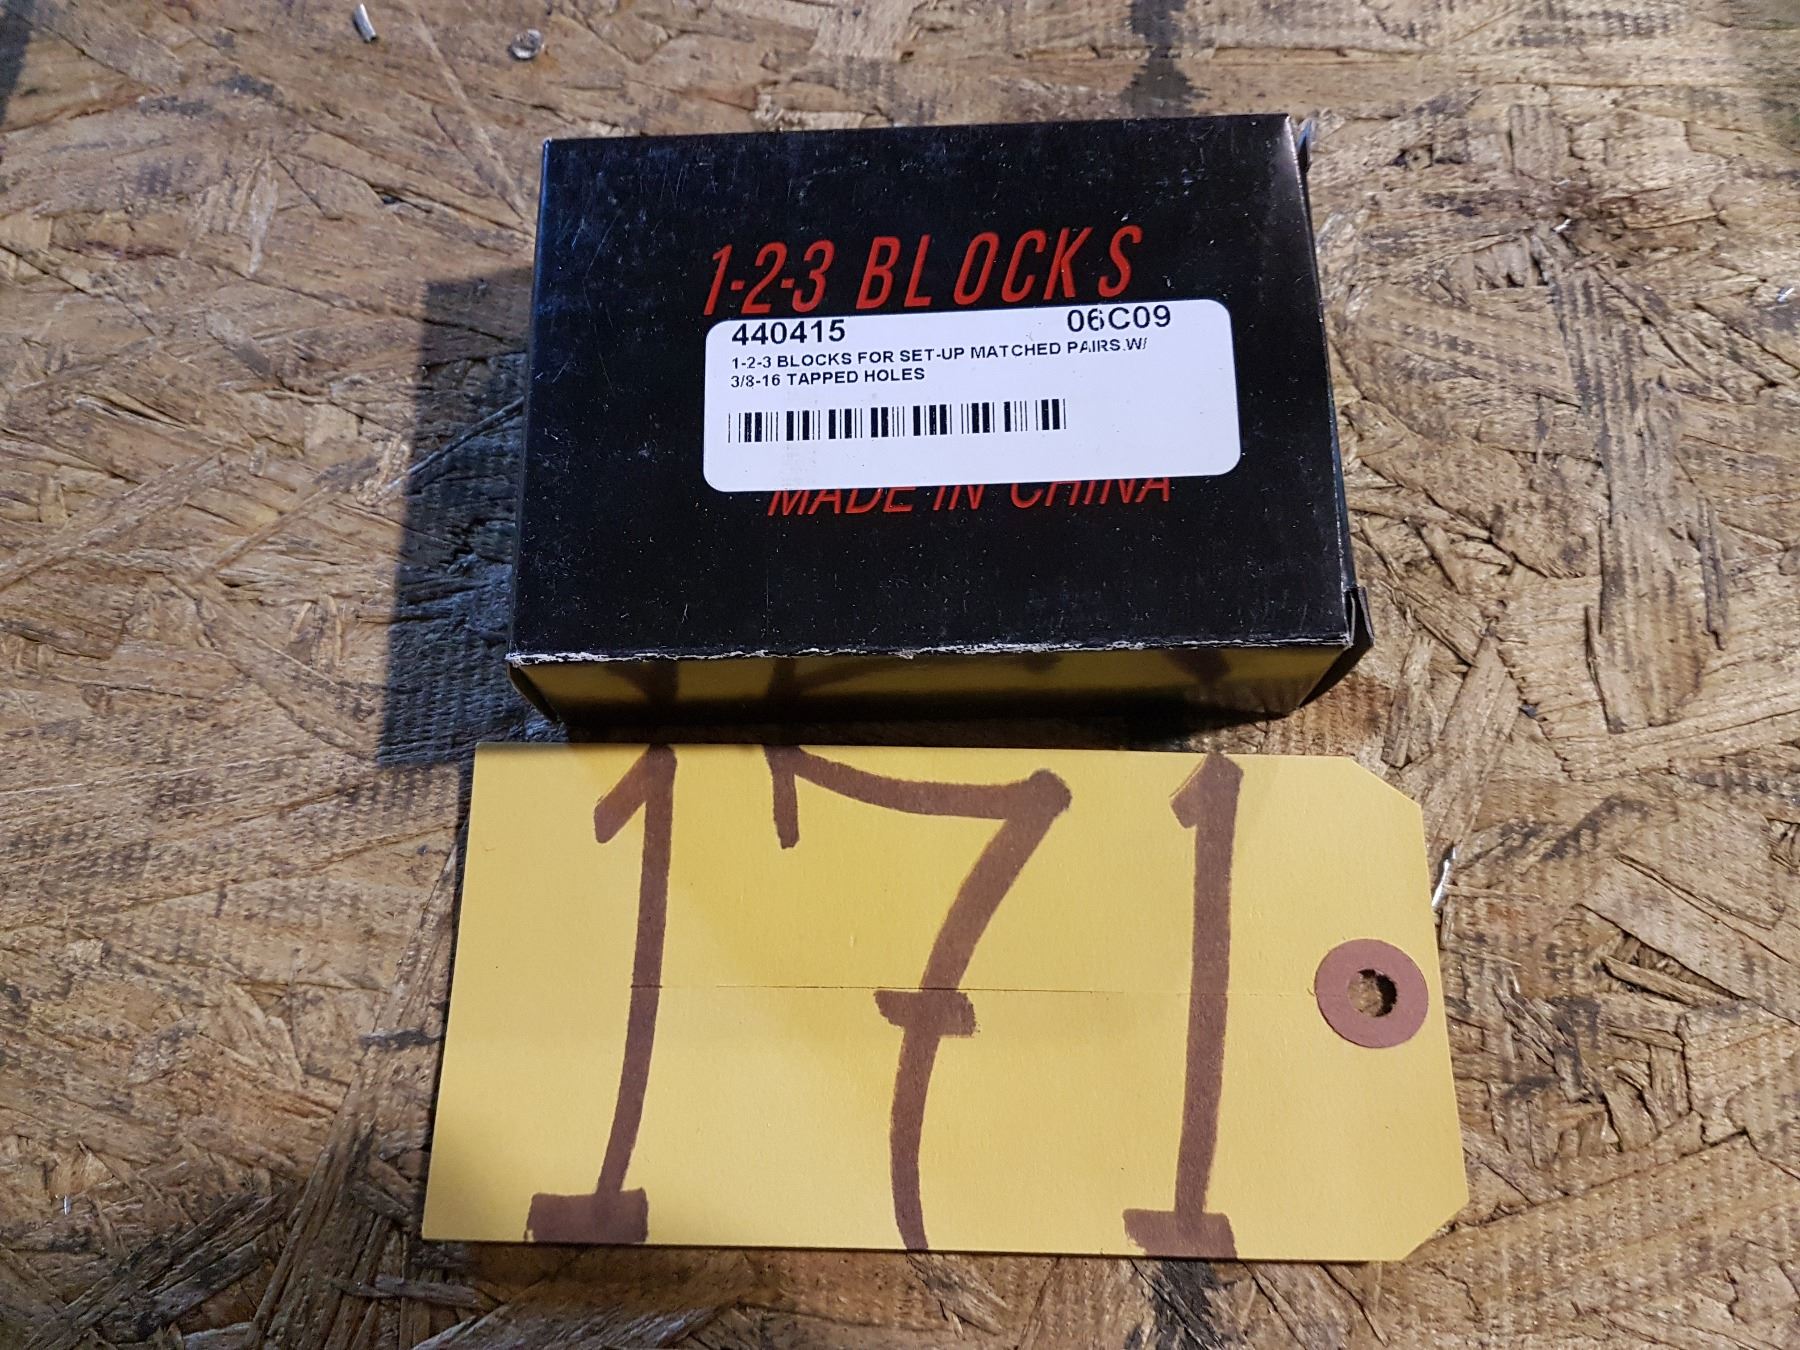 1-2-3 BLOCKS
440415 06C09
1-2-3 BLOCKS FOR SET-UP MATCHED PAIRS W/
3/8-16 TAPPED HOLES
MADE IN CHINA
171